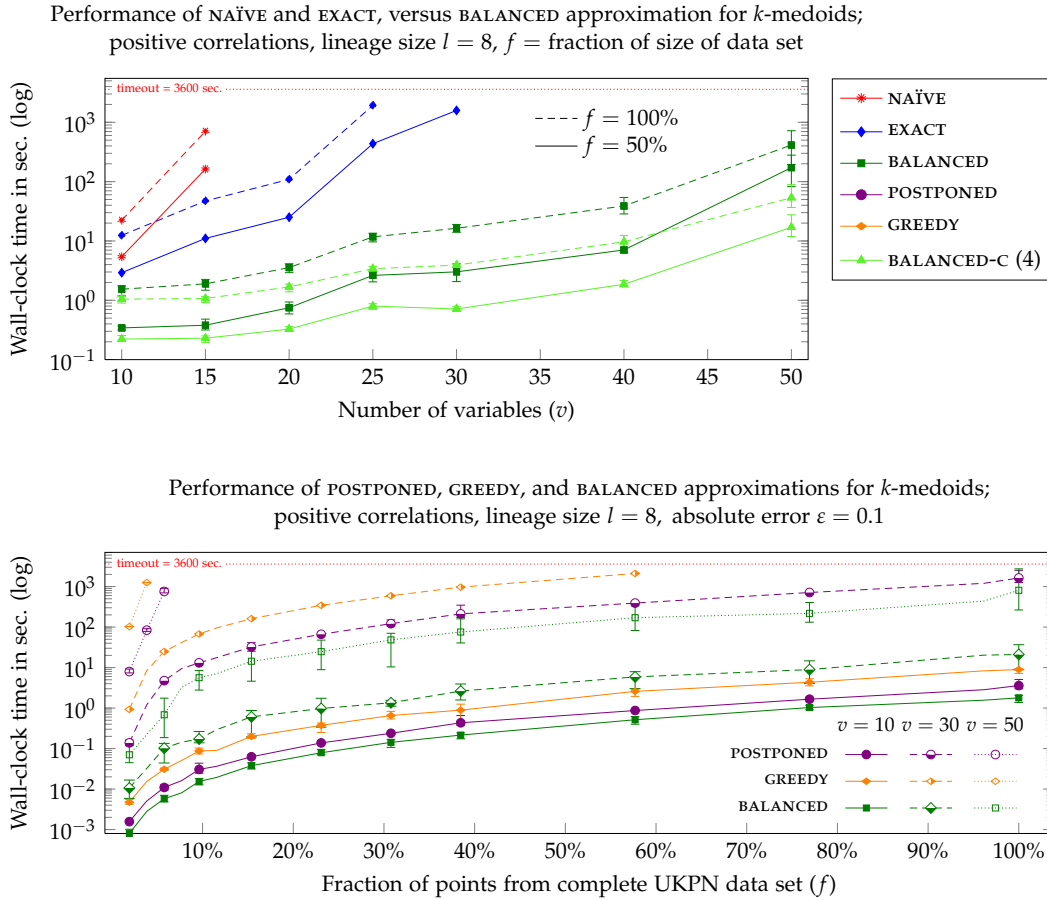 Performance of NAÏVE and EXACT, versus BALANCED approximation for k-medoids;
positive correlations, lineage size l = 8, f = fraction of size of data set
Wall-clock time in sec. (log)
10³
10²
10¹
10⁰
10⁻¹
timeout = 3600 sec.
f = 100%
f = 50%
10 15 20 25 30 35 40 45 50
Number of variables (v)
NAÏVE
EXACT
BALANCED
POSTPONED
GREEDY
BALANCED-C (4)
Performance of POSTPONED, GREEDY, and BALANCED approximations for k-medoids;
positive correlations, lineage size l = 8, absolute error ε = 0.1
Wall-clock time in sec. (log)
10³
10²
10¹
10⁰
10⁻¹
10⁻²
10⁻³
timeout = 3600 sec.
v = 10 v = 30 v = 50
POSTPONED
GREEDY
BALANCED
10% 20% 30% 40% 50% 60% 70% 80% 90% 100%
Fraction of points from complete UKPN data set (f)